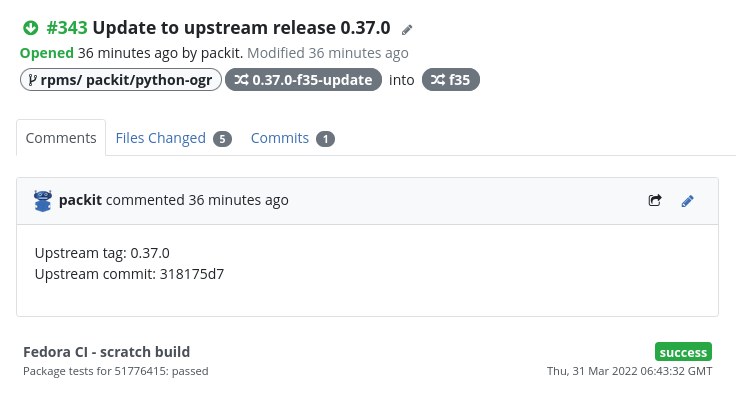 #343 Update to upstream release 0.37.0
Opened 36 minutes ago by packit. Modified 36 minutes ago
rpms/ packit/python-ogr 0.37.0-f35-update into f35
Comments Files Changed 5 Commits 1
packit commented 36 minutes ago
Upstream tag: 0.37.0
Upstream commit: 318175d7
Fedora CI - scratch build success
Package tests for 51776415: passed Thu, 31 Mar 2022 06:43:32 GMT